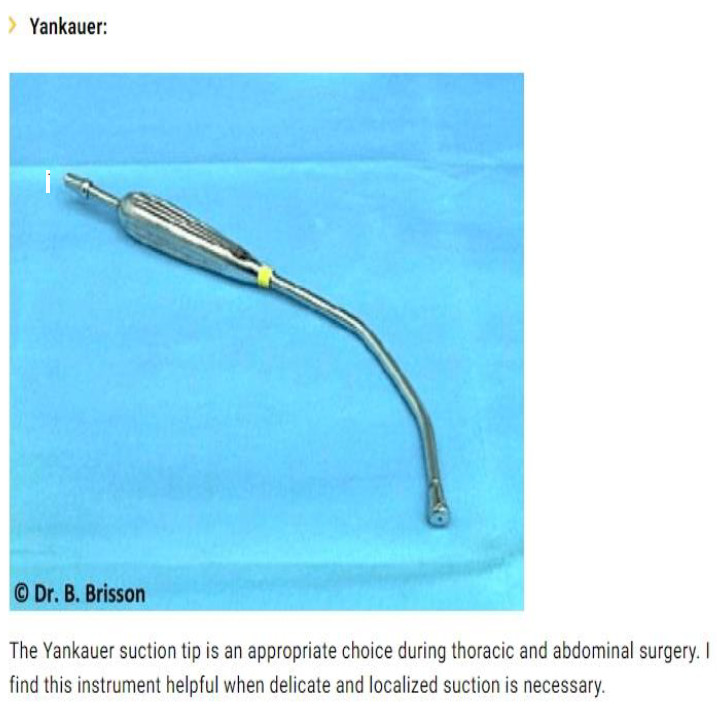 Yankauer:
© Dr. B. Brisson
The Yankauer suction tip is an appropriate choice during thoracic and abdominal surgery. I
find this instrument helpful when delicate and localized suction is necessary.